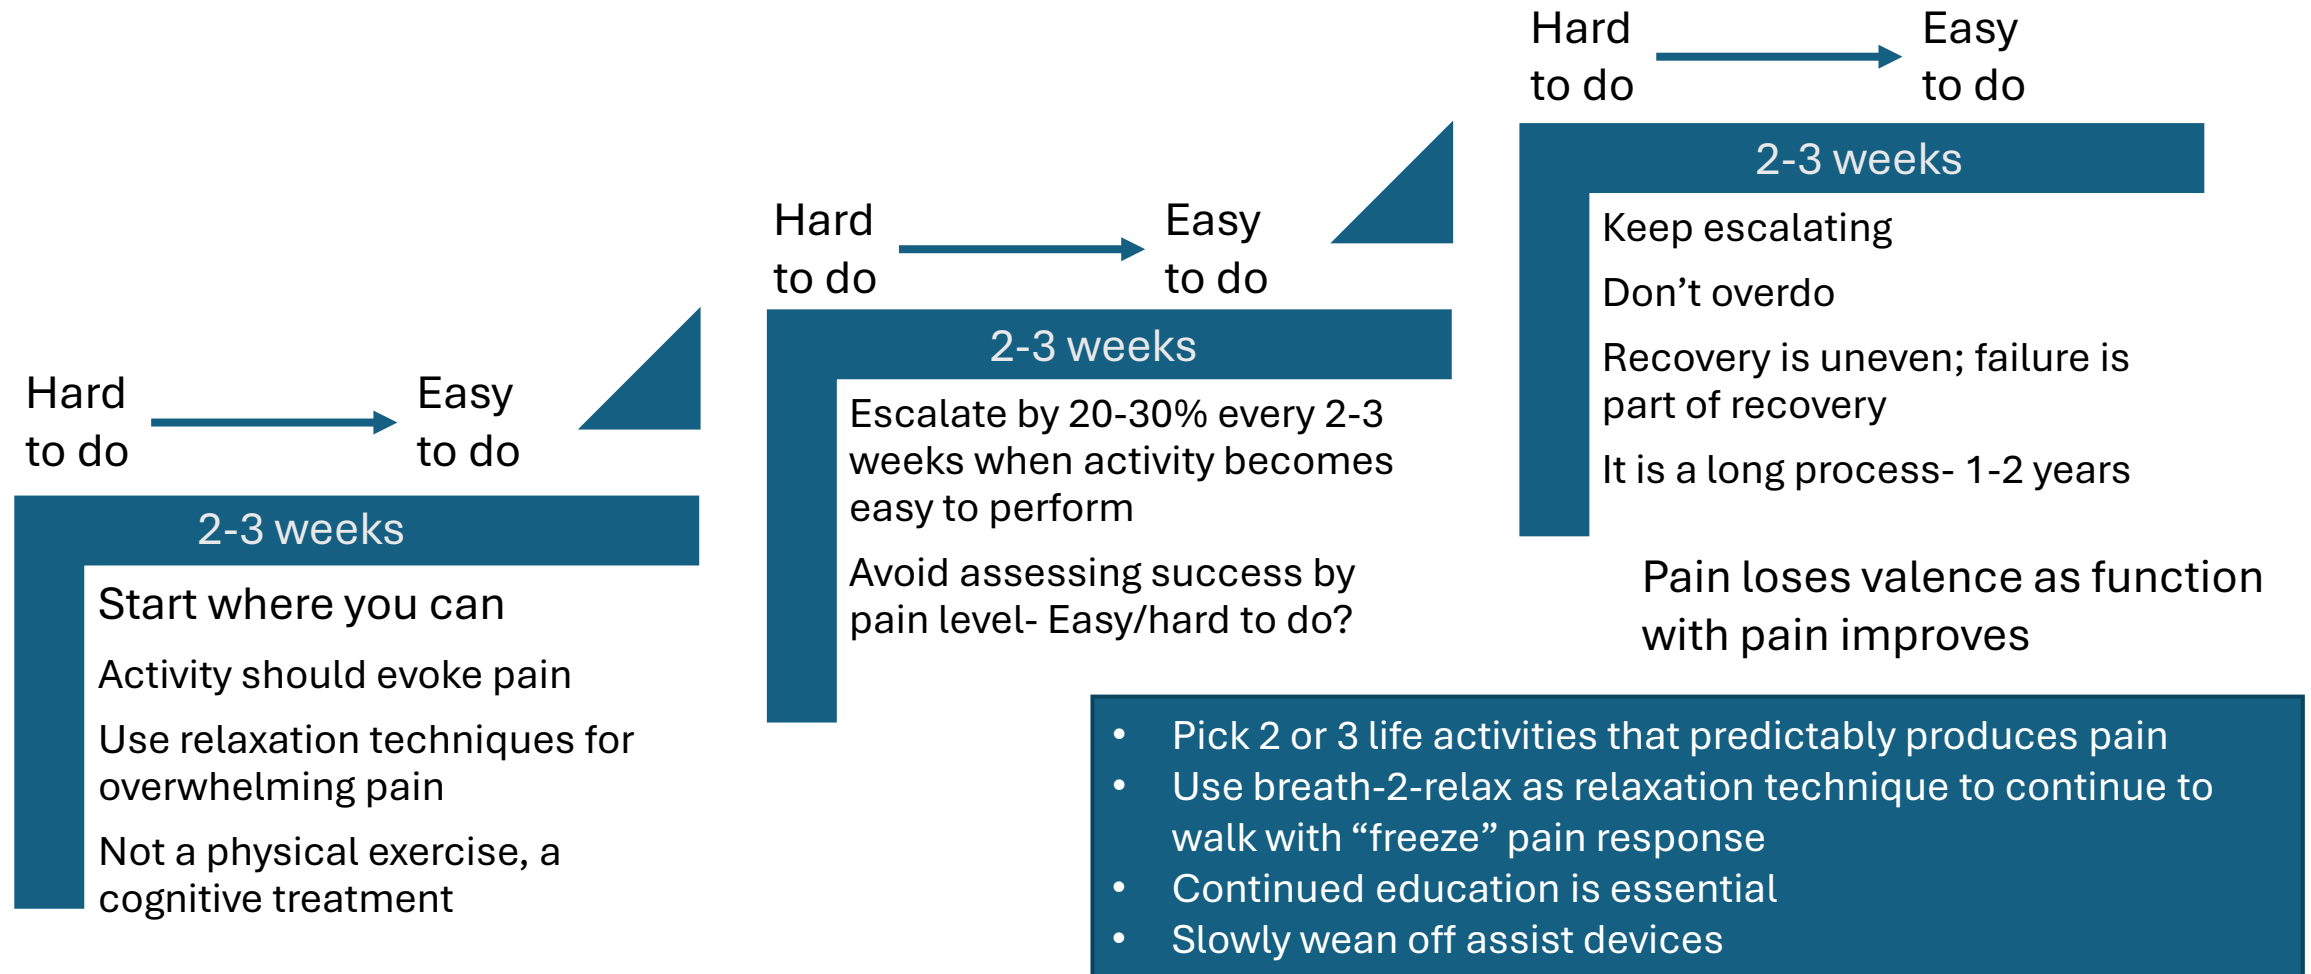 Hard
to do
Easy
to do
2-3 weeks
Start where you can
Activity should evoke pain
Use relaxation techniques for
overwhelming pain
Not a physical exercise, a
cognitive treatment
Hard
to do
Easy
to do
2-3 weeks
Escalate by 20-30% every 2-3
weeks when activity becomes
easy to perform
Avoid assessing success by
pain level- Easy/hard to do?
Hard
to do
Easy
to do
2-3 weeks
Keep escalating
Don’t overdo
Recovery is uneven; failure is
part of recovery
It is a long process- 1-2 years
Pain loses valence as function
with pain improves
• Pick 2 or 3 life activities that predictably produces pain
• Use breath-2-relax as relaxation technique to continue to
walk with “freeze” pain response
• Continued education is essential
• Slowly wean off assist devices